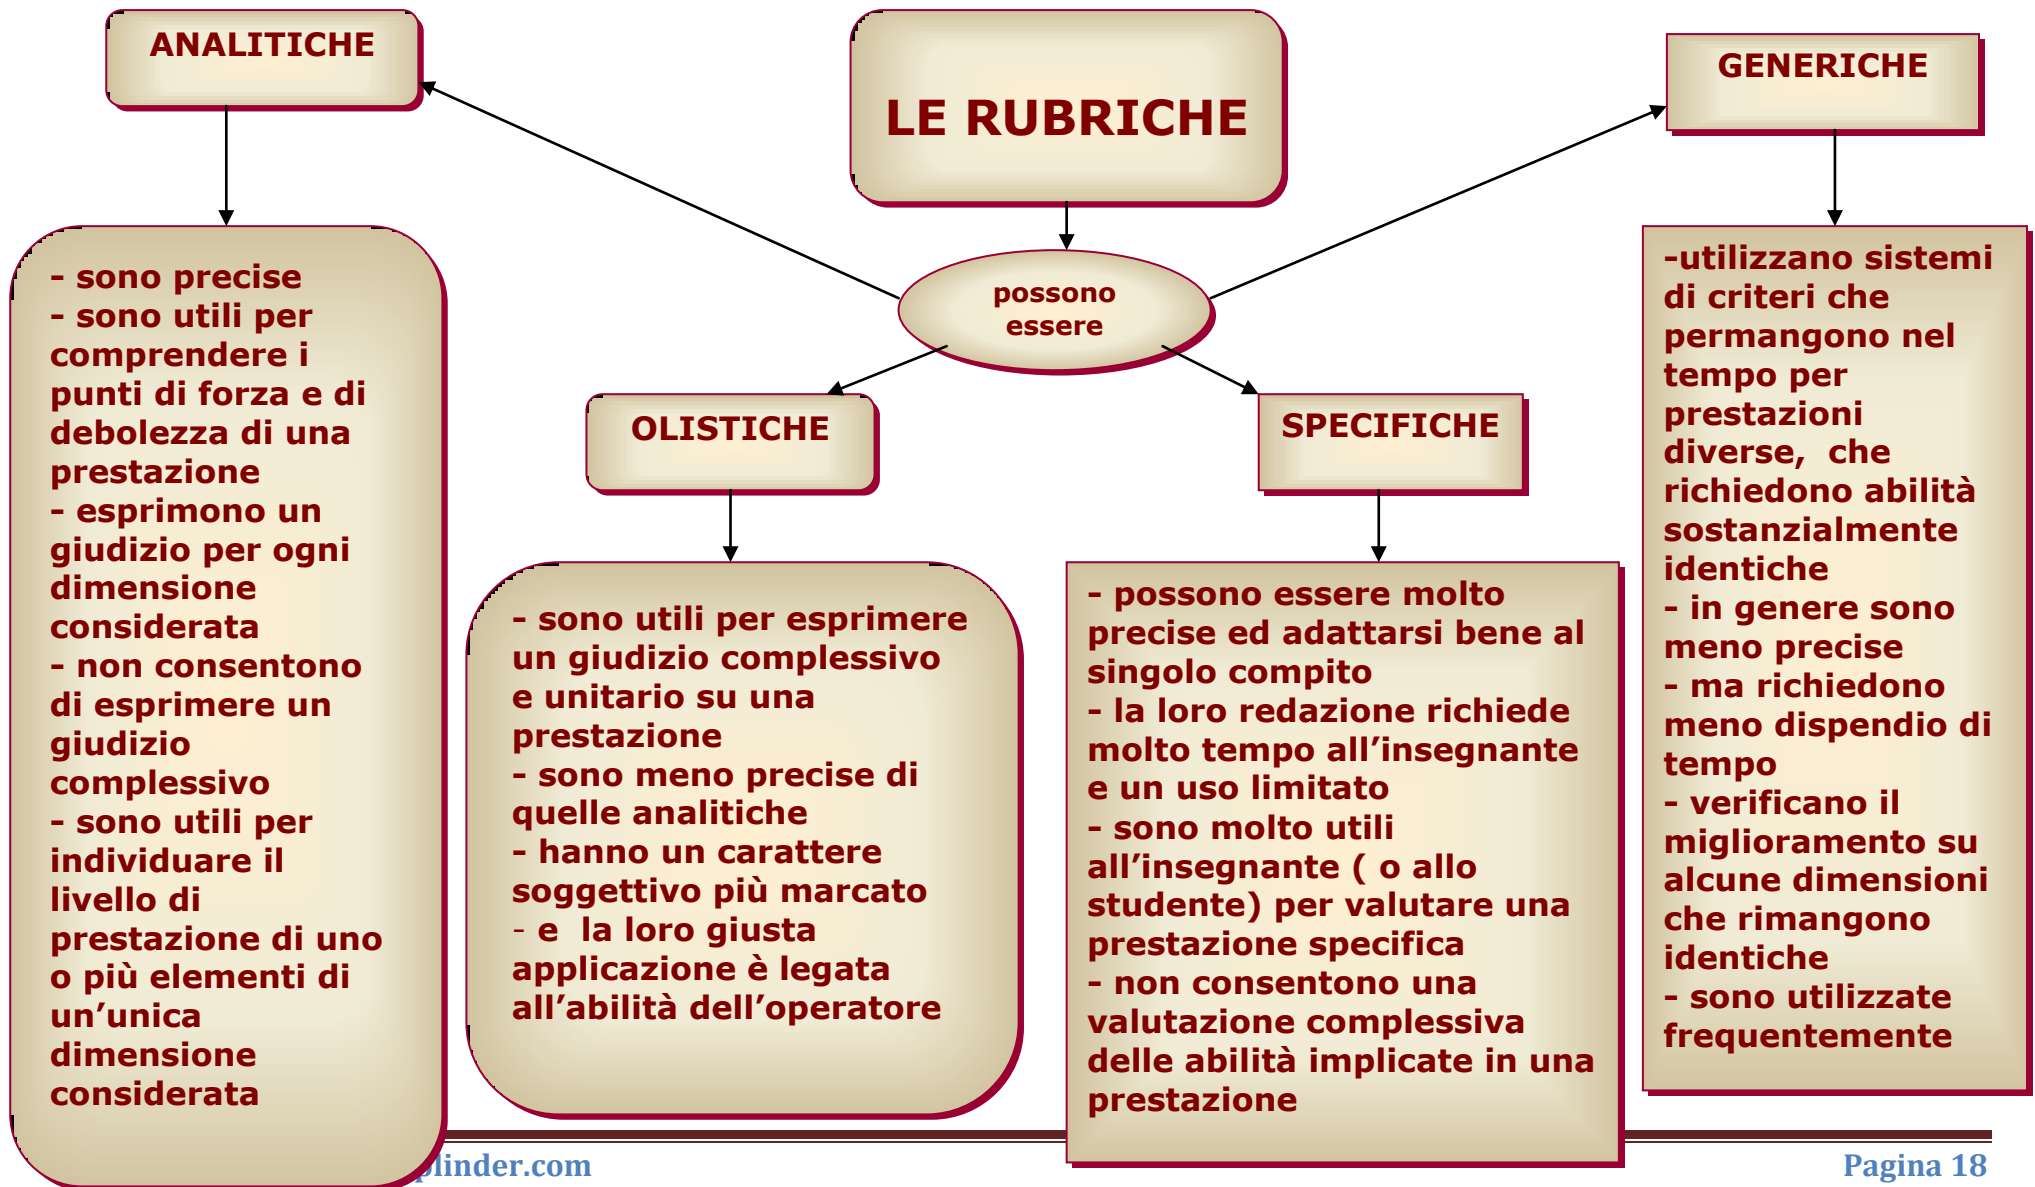 LE RUBRICHE
possono
essere
ANALITICHE
- sono precise
- sono utili per
comprendere i
punti di forza e di
debolezza di una
prestazione
- esprimono un
giudizio per ogni
dimensione
considerata
- non consentono
di esprimere un
giudizio
complessivo
- sono utili per
individuare il
livello di
prestazione di uno
o più elementi di
un’unica
dimensione
considerata
OLISTICHE
- sono utili per esprimere
un giudizio complessivo
e unitario su una
prestazione
- sono meno precise di
quelle analitiche
- hanno un carattere
soggettivo più marcato
- e  la loro giusta
applicazione è legata
all’abilità dell’operatore
SPECIFICHE
- possono essere molto
precise ed adattarsi bene al
singolo compito
- la loro redazione richiede
molto tempo all’insegnante
e un uso limitato
- sono molto utili
all’insegnante ( o allo
studente) per valutare una
prestazione specifica
- non consentono una
valutazione complessiva
delle abilità implicate in una
prestazione
GENERICHE
-utilizzano sistemi
di criteri che
permangono nel
tempo per
prestazioni
diverse,  che
richiedono abilità
sostanzialmente
identiche
- in genere sono
meno precise
- ma richiedono
meno dispendio di
tempo
- verificano il
miglioramento su
alcune dimensioni
che rimangono
identiche
- sono utilizzate
frequentemente
linder.com
Pagina 18